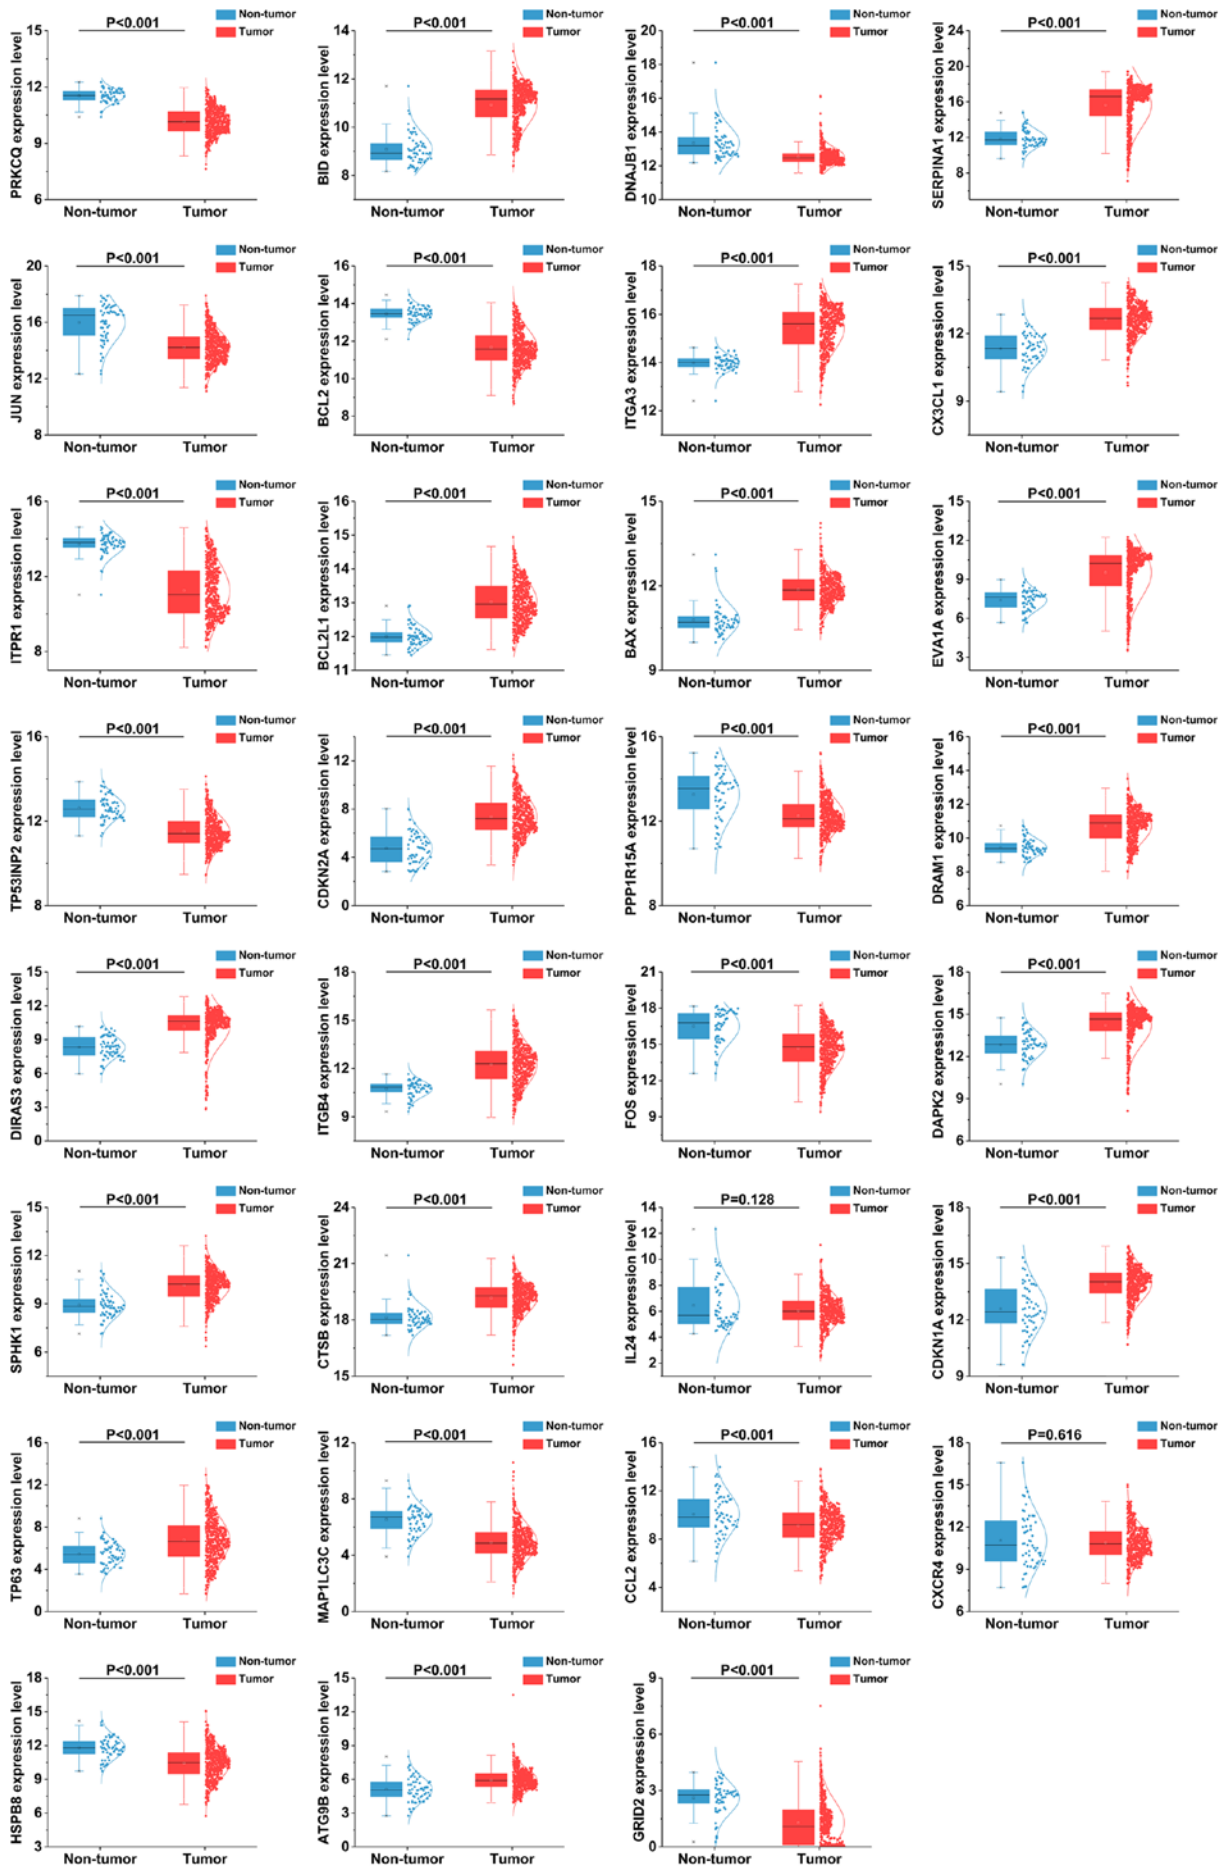 PRKCQ expression level
P<0.001
Non-tumor
Tumor
15
12
9
6
Non-tumor Tumor
BID expression level
P<0.001
Non-tumor
Tumor
14
12
10
8
Non-tumor Tumor
DNAJB1 expression level
P<0.001
Non-tumor
Tumor
20
18
16
14
12
10
Non-tumor Tumor
SERPINA1 expression level
P<0.001
Non-tumor
Tumor
24
20
16
12
8
Non-tumor Tumor
JUN expression level
P<0.001
Non-tumor
Tumor
20
16
12
8
Non-tumor Tumor
BCL2 expression level
P<0.001
Non-tumor
Tumor
16
14
12
10
8
Non-tumor Tumor
ITGA3 expression level
P<0.001
Non-tumor
Tumor
18
16
14
12
Non-tumor Tumor
CX3CL1 expression level
P<0.001
Non-tumor
Tumor
15
12
9
Non-tumor Tumor
ITPR1 expression level
P<0.001
Non-tumor
Tumor
16
12
8
Non-tumor Tumor
BCL2L1 expression level
P<0.001
Non-tumor
Tumor
16
15
14
13
12
11
Non-tumor Tumor
BAX expression level
P<0.001
Non-tumor
Tumor
15
12
9
Non-tumor Tumor
EVA1A expression level
P<0.001
Non-tumor
Tumor
15
12
9
6
3
Non-tumor Tumor
TP53INP2 expression level
P<0.001
Non-tumor
Tumor
16
12
8
Non-tumor Tumor
CDKN2A expression level
P<0.001
Non-tumor
Tumor
12
8
4
0
Non-tumor Tumor
PPP1R15A expression level
P<0.001
Non-tumor
Tumor
16
12
8
Non-tumor Tumor
DRAM1 expression level
P<0.001
Non-tumor
Tumor
16
14
12
10
8
6
Non-tumor Tumor
DIRAS3 expression level
P<0.001
Non-tumor
Tumor
15
12
9
6
3
0
Non-tumor Tumor
ITGB4 expression level
P<0.001
Non-tumor
Tumor
18
15
12
9
Non-tumor Tumor
FOS expression level
P<0.001
Non-tumor
Tumor
21
18
15
12
9
Non-tumor Tumor
DAPK2 expression level
P<0.001
Non-tumor
Tumor
18
15
12
9
6
Non-tumor Tumor
SPHK1 expression level
P<0.001
Non-tumor
Tumor
15
12
9
6
Non-tumor Tumor
CTSB expression level
P<0.001
Non-tumor
Tumor
24
21
18
15
Non-tumor Tumor
IL24 expression level
P=0.128
Non-tumor
Tumor
14
12
10
8
6
4
2
Non-tumor Tumor
CDKN1A expression level
P<0.001
Non-tumor
Tumor
18
15
12
9
Non-tumor Tumor
TP63 expression level
P<0.001
Non-tumor
Tumor
16
12
8
4
0
Non-tumor Tumor
MAP1LC3C expression level
P<0.001
Non-tumor
Tumor
12
8
4
0
Non-tumor Tumor
CCL2 expression level
P<0.001
Non-tumor
Tumor
16
12
8
4
Non-tumor Tumor
CXCR4 expression level
P=0.616
Non-tumor
Tumor
18
15
12
9
6
Non-tumor Tumor
HSPB8 expression level
P<0.001
Non-tumor
Tumor
18
15
12
9
6
3
Non-tumor Tumor
ATG9B expression level
P<0.001
Non-tumor
Tumor
15
12
9
6
3
0
Non-tumor Tumor
GRID2 expression level
P<0.001
Non-tumor
Tumor
9
6
3
0
Non-tumor Tumor